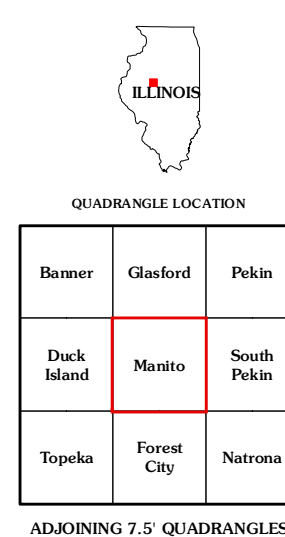 ILLINOIS
QUADRANGLE LOCATION
Banner Glasford Pekin
Duck Island Manito South Pekin
Topeka Forest City Natrona
ADJOINING 7.5' QUADRANGLES